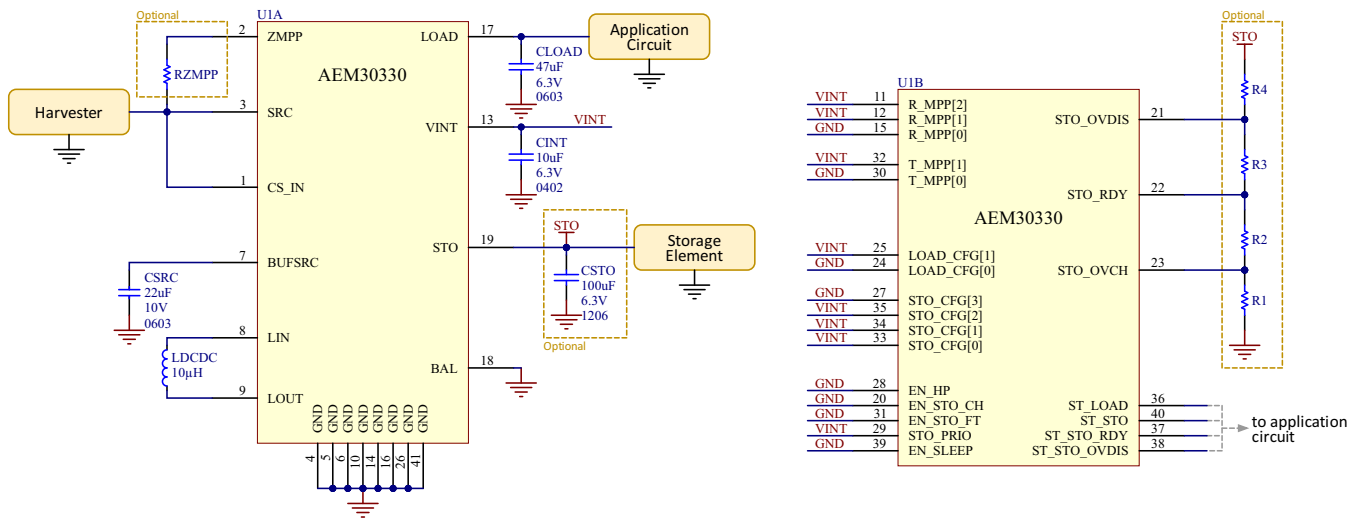 Optional
U1A
2
ZMPP
RZMPP
Harvester
3
SRC
1
CS_IN
7
BUFSRC
CSRC
22uF
10V
0603
8
LIN
LDCDC
10µH
9
LOUT
AEM30330
LOAD
17
CLOAD
47uF
6.3V
0603
Application
Circuit
VINT
13
VINT
CINT
10uF
6.3V
0402
STO
19
STO
CSTO
100uF
6.3V
1206
Optional
Storage
Element
BAL
18
GND
GND
GND
GND
GND
GND
GND
GND
4
5
6
10
14
16
26
41
U1B
AEM30330
VINT 11 R_MPP[2]
VINT 12 R_MPP[1]
GND 15 R_MPP[0]
VINT 32 T_MPP[1]
GND 30 T_MPP[0]
VINT 25 LOAD_CFG[1]
GND 24 LOAD_CFG[0]
GND 27 STO_CFG[3]
VINT 35 STO_CFG[2]
VINT 34 STO_CFG[1]
VINT 33 STO_CFG[0]
GND 28 EN_HP
GND 20 EN_STO_CH
GND 31 EN_STO_FT
VINT 29 STO_PRIO
GND 39 EN_SLEEP
STO_OVDIS 21
STO_RDY 22
STO_OVCH 23
ST_LOAD 36
ST_STO 40
ST_STO_RDY 37
ST_STO_OVDIS 38
Optional
STO
R4
R3
R2
R1
to application
circuit